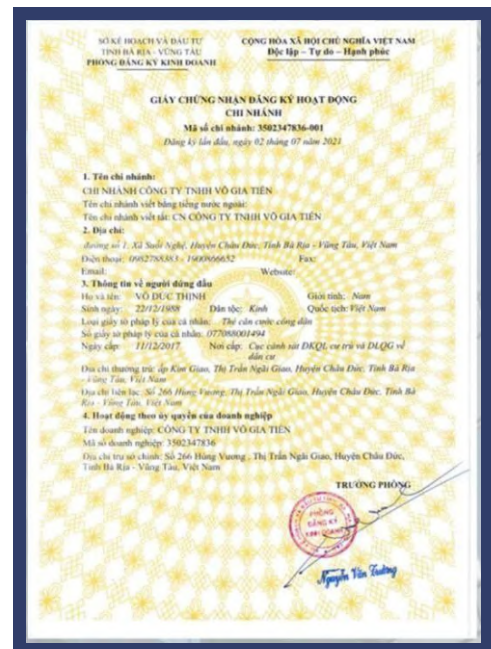 SỞ KẾ HOẠCH VÀ ĐẦU TƯ
TỈNH BÀ RỊA - VŨNG TÀU
PHÒNG ĐĂNG KÝ KINH DOANH
CỘNG HÒA XÃ HỘI CHỦ NGHĨA VIỆT NAM
Độc lập – Tự do – Hạnh phúc
GIẤY CHỨNG NHẬN ĐĂNG KÝ HOẠT ĐỘNG
CHI NHÁNH
Mã số chi nhánh: 3502347836-001
Đăng ký lần đầu, ngày 02 tháng 07 năm 2021
1. Tên chi nhánh:
CHI NHÁNH CÔNG TY TNHH VÕ GIA TIẾN
Tên chi nhánh viết bằng tiếng nước ngoài:
Tên chi nhánh viết tắt: CN CÔNG TY TNHH VÕ GIA TIẾN
2. Địa chỉ:
đường số 1, Xã Suối Nghệ, Huyện Châu Đức, Tỉnh Bà Rịa - Vũng Tàu, Việt Nam
Điện thoại: 0982788383 - 1900866652 Fax:
Email: Website:
3. Thông tin về người đứng đầu
Họ và tên: VÕ ĐỨC THỊNH Giới tính: Nam
Sinh ngày: 22/12/1988 Dân tộc: Kinh Quốc tịch: Việt Nam
Loại giấy tờ pháp lý của cá nhân: Thẻ căn cước công dân
Số giấy tờ pháp lý của cá nhân: 077088001494
Ngày cấp: 11/12/2017 Nơi cấp: Cục cảnh sát ĐKQL cư trú và DLQG về
dân cư
Địa chỉ thường trú: ấp Kim Giao, Thị Trấn Ngãi Giao, Huyện Châu Đức, Tỉnh Bà Rịa
- Vũng Tàu, Việt Nam
Địa chỉ liên lạc: Số 266 Hùng Vương, Thị Trấn Ngãi Giao, Huyện Châu Đức, Tỉnh Bà
Rịa - Vũng Tàu, Việt Nam
4. Hoạt động theo ủy quyền của doanh nghiệp
Tên doanh nghiệp: CÔNG TY TNHH VÕ GIA TIẾN
Mã số doanh nghiệp: 3502347836
Địa chỉ trụ sở chính: Số 266 Hùng Vương, Thị Trấn Ngãi Giao, Huyện Châu Đức,
Tỉnh Bà Rịa - Vũng Tàu, Việt Nam
TRƯỞNG PHÒNG
PHÒNG
ĐĂNG KÝ
KINH DOANH
Nguyễn Văn Trường